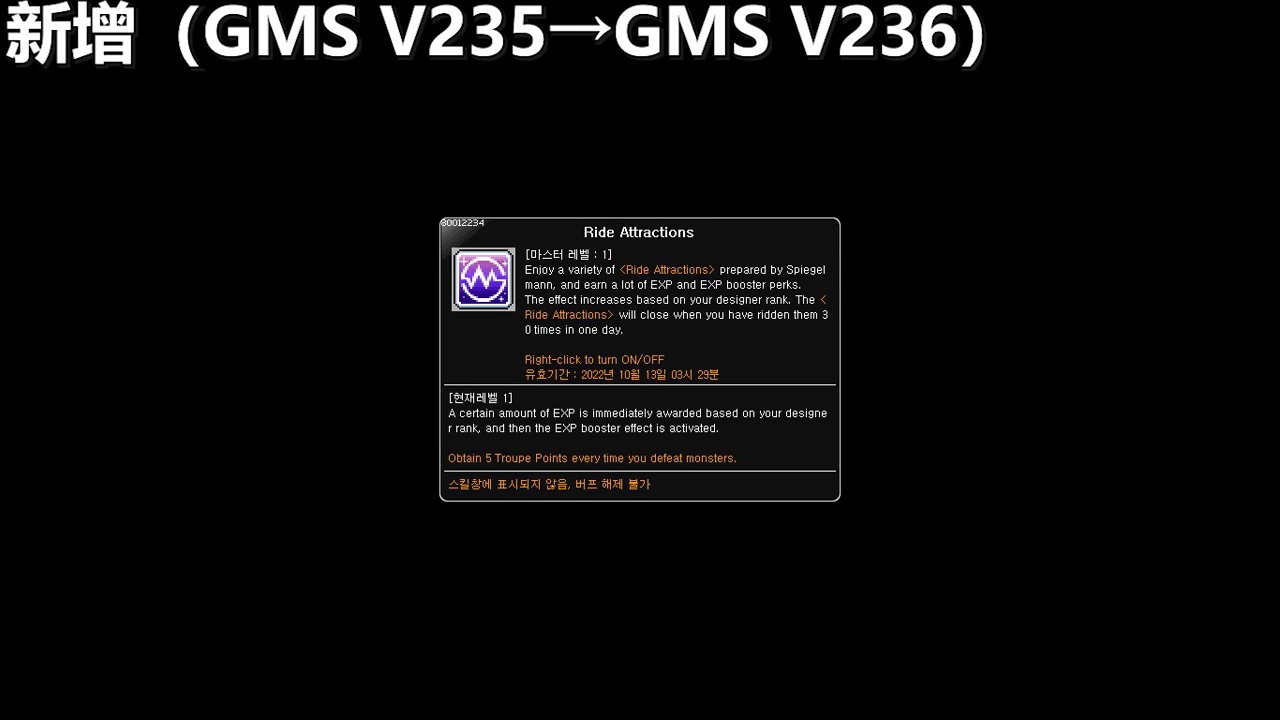 新增（GMS V235→GMS V236）
80012234
Ride Attractions
[마스터 레벨 : 1]
Enjoy a variety of <Ride Attractions> prepared by Spiegel
mann, and earn a lot of EXP and EXP booster perks.
The effect increases based on your designer rank. The <
Ride Attractions> will close when you have ridden them 3
0 times in one day.
Right-click to turn ON/OFF
유효기간 : 2022년 10월 13일 03시 29분
[현재레벨 1]
A certain amount of EXP is immediately awarded based on your designe
r rank, and then the EXP booster effect is activated.
Obtain 5 Troupe Points every time you defeat monsters.
스킬창에 표시되지 않음, 버프 해제 불가